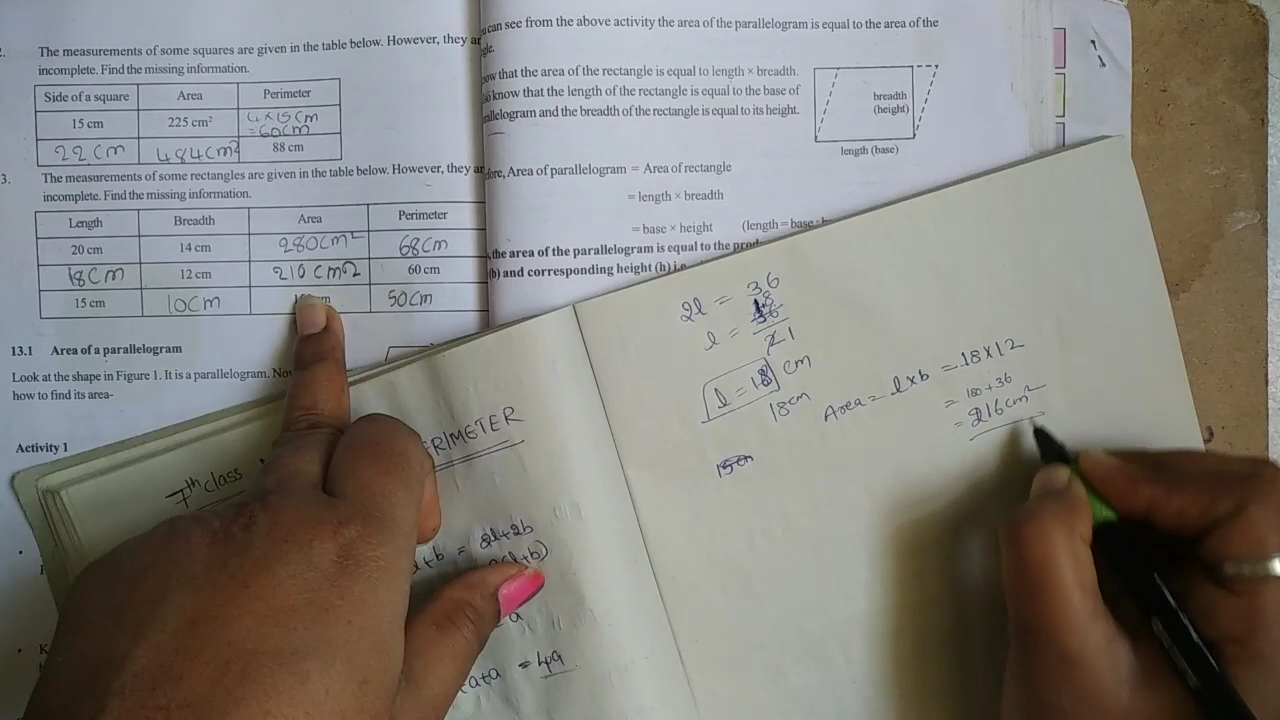 The measurements of some squares are given in the table below. However, they ar
incomplete. Find the missing information.
Side of a square Area Perimeter
15 cm 225 cm² 4 x 15 cm
= 60cm
22 cm 484cm² 88 cm
3. The measurements of some rectangles are given in the table below. However, they ar
incomplete. Find the missing information.
Length Breadth Area Perimeter
20 cm 14 cm 280cm² 68cm
18cm 12 cm 210 cm² 60 cm
15 cm 10cm 50cm
13.1 Area of a parallelogram
Look at the shape in Figure 1. It is a parallelogram.
how to find its area-
Activity 1
can see from the above activity the area of the parallelogram is equal to the area of the
that the area of the rectangle is equal to length × breadth.
know that the length of the rectangle is equal to the base of
and the breadth of the rectangle is equal to its height.
breadth
(height)
length (base)
Area of parallelogram = Area of rectangle
= length × breadth
= base × height (length = base
the area of the parallelogram is equal to the
(b) and corresponding height (h)
7th class
ERIMETER
l+b = 2l+2b
+a+a = 4a
2l = 36
l =
l = 18 cm
18cm
Area = l x b = 18 x 12
= 180 + 36
= 216cm²